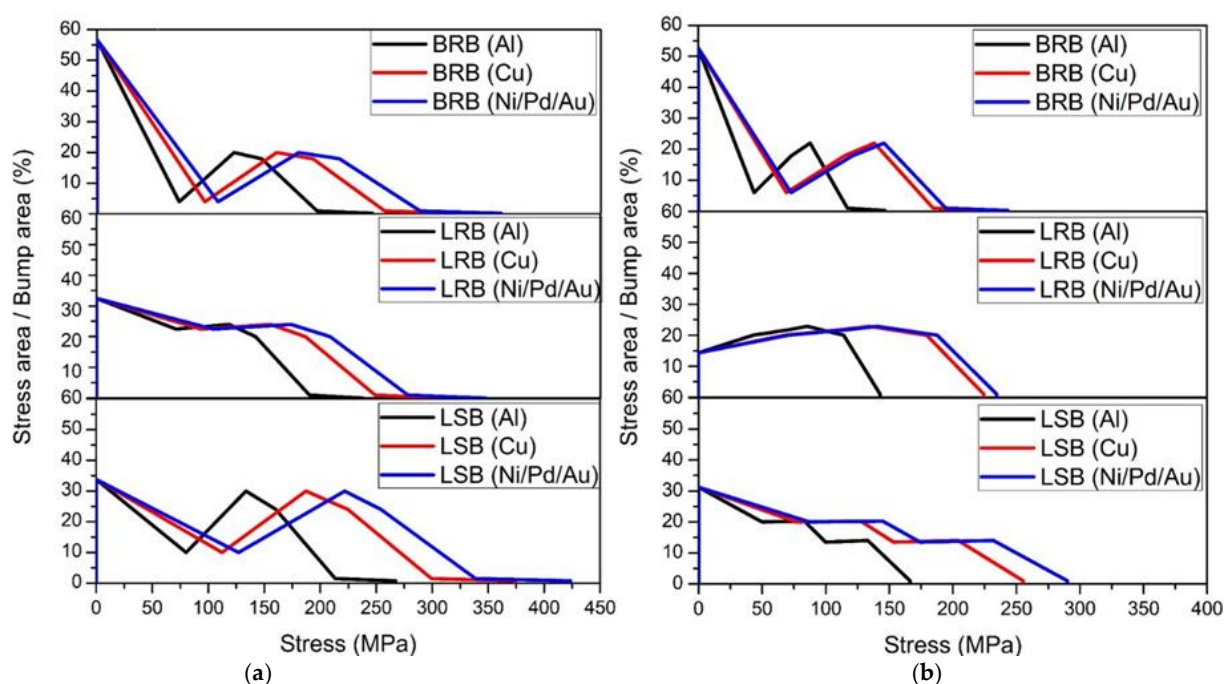 60
50
40
30
20
10
60
50
40
30
20
10
60
50
40
30
20
10
0
Stress area / Bump area (%)
BRB (Al)
BRB (Cu)
BRB (Ni/Pd/Au)
LRB (Al)
LRB (Cu)
LRB (Ni/Pd/Au)
LSB (Al)
LSB (Cu)
LSB (Ni/Pd/Au)
0 50 100 150 200 250 300 350 400 450
Stress (MPa)
(a)
60
50
40
30
20
10
60
50
40
30
20
10
60
50
40
30
20
10
0
Stress area / Bump area (%)
BRB (Al)
BRB (Cu)
BRB (Ni/Pd/Au)
LRB (Al)
LRB (Cu)
LRB (Ni/Pd/Au)
LSB (Al)
LSB (Cu)
LSB (Ni/Pd/Au)
0 50 100 150 200 250 300 350 400
Stress (MPa)
(b)